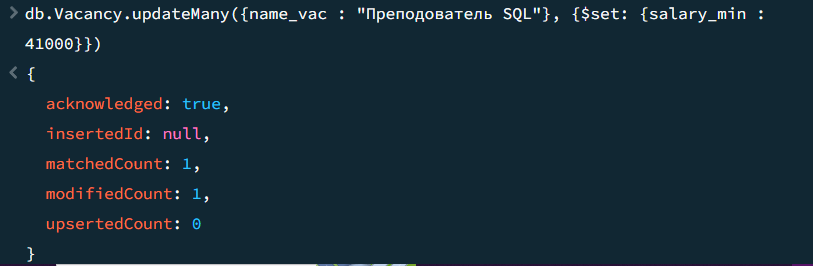 > db.Vacancy.updateMany({name_vac : "Преподователь SQL"}, {$set: {salary_min :
41000}})
< {
acknowledged: true,
insertedId: null,
matchedCount: 1,
modifiedCount: 1,
upsertedCount: 0
}